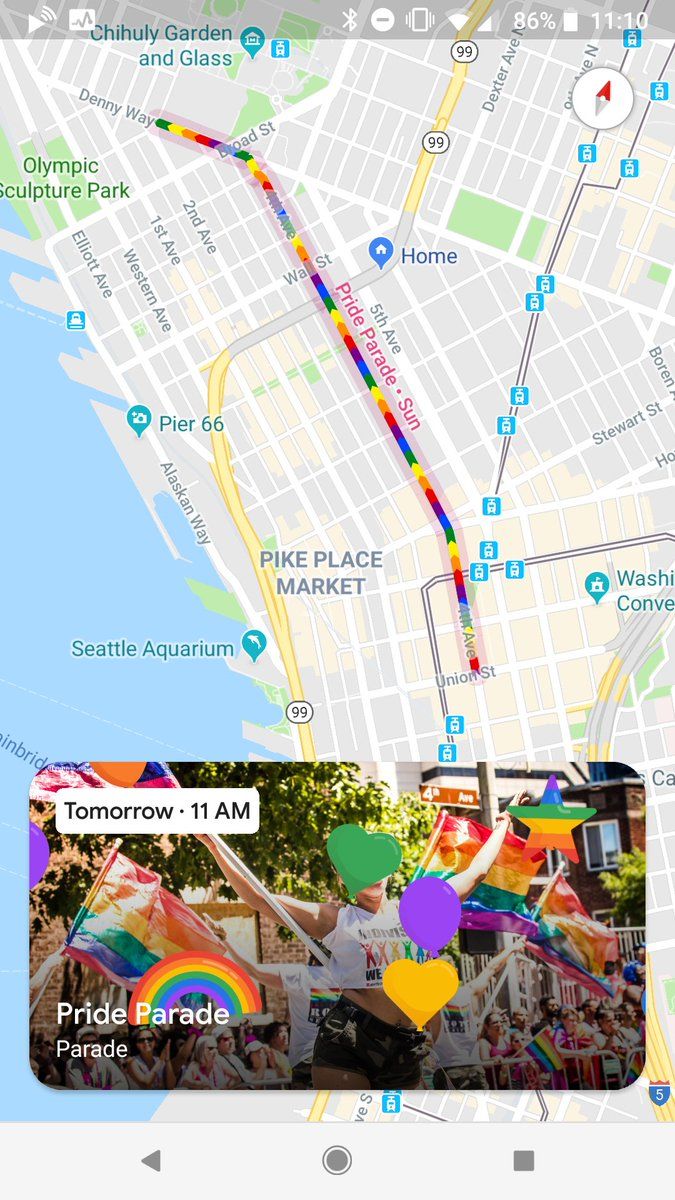 86% 11:10
Chihuly Garden
and Glass
99
Dexter Ave N
Denny Way
Broad St
99
Olympic
Sculpture Park
2nd Ave
1st Ave
Western Ave
Elliott Ave
Wall St
Home
5th Ave
Pride Parade • Sun
Boren
Stewart St
Ho
Pier 66
Alaskan Way
PIKE PLACE
MARKET
Washi
Conve
4th Ave
Seattle Aquarium
Union St
99
ainbrid
s Ca
Tomorrow · 11 AM
4th Ave
Pride Parade
Parade
5
e S